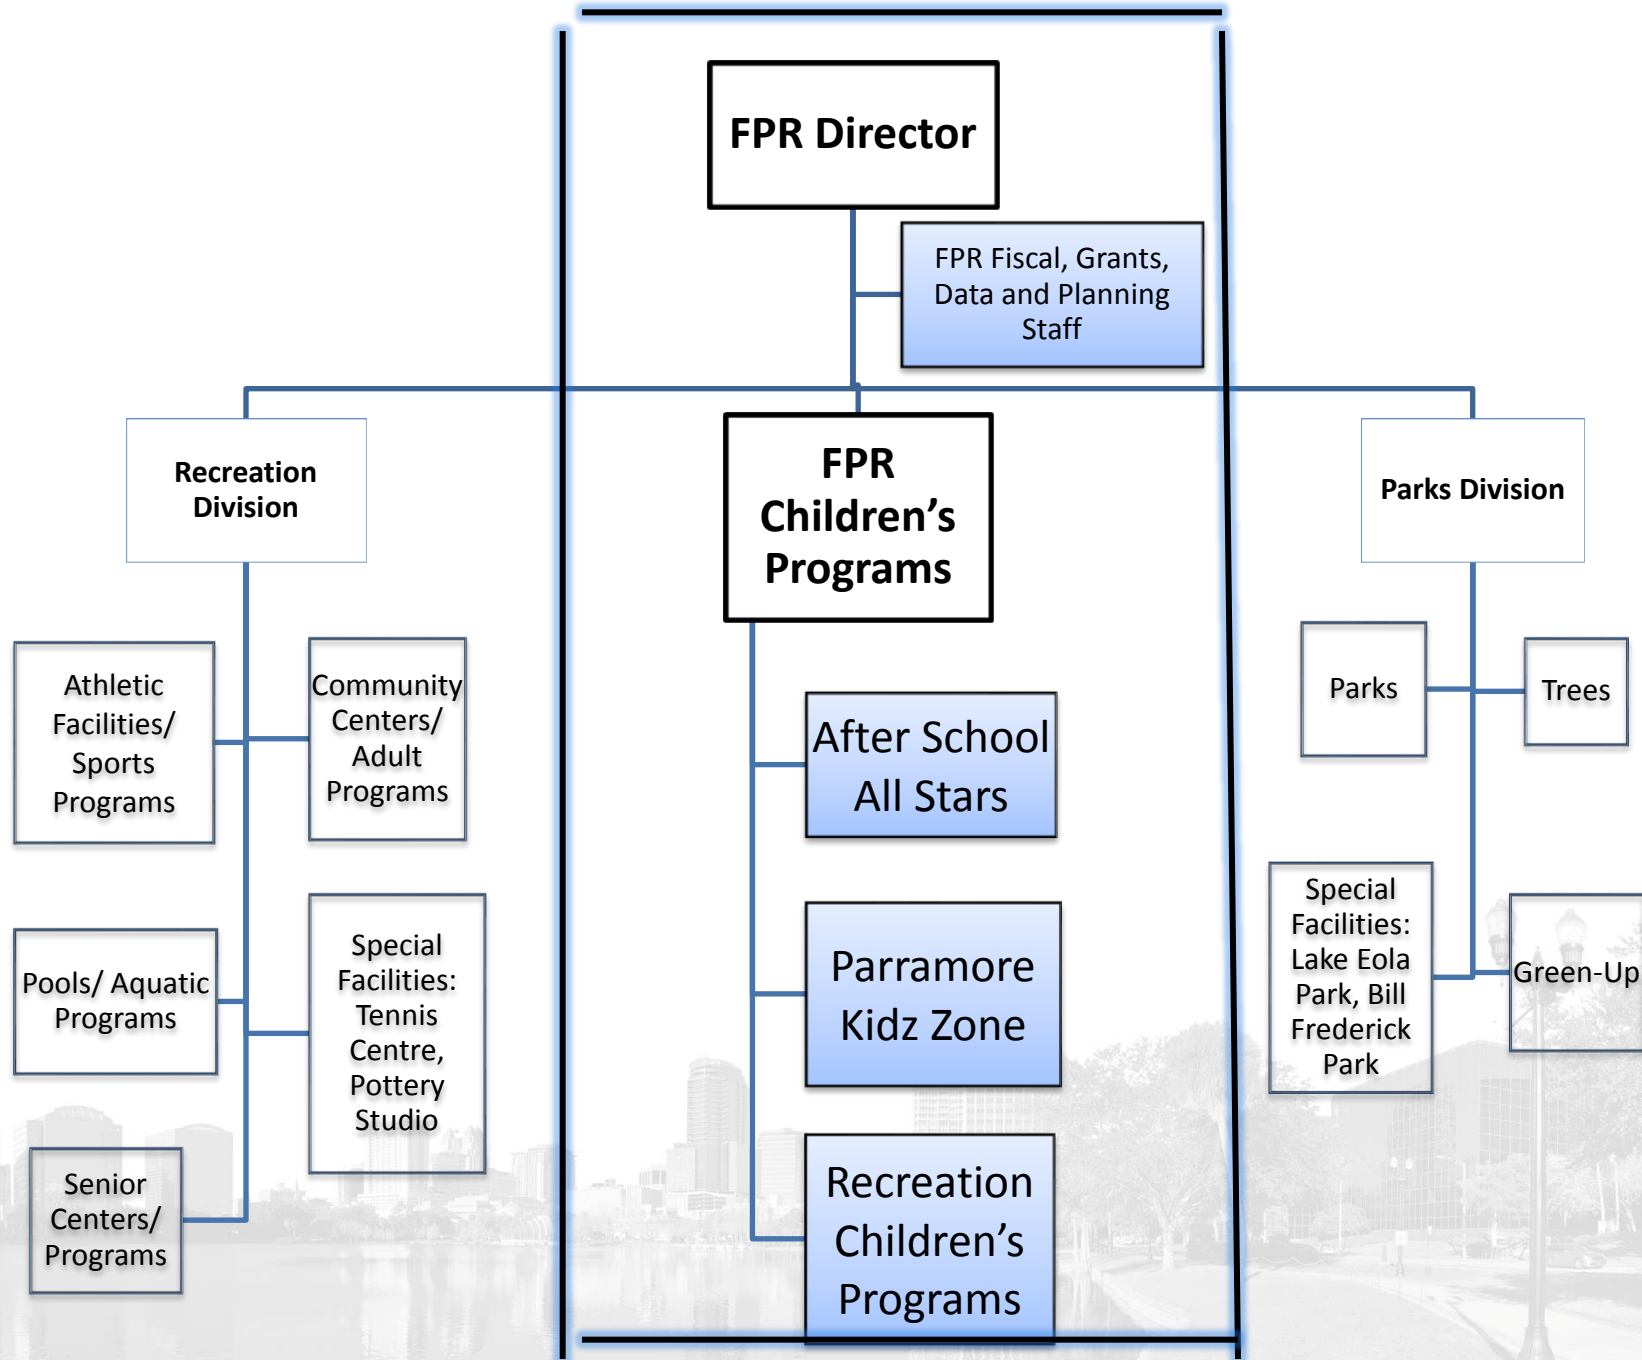 FPR Director
FPR Fiscal, Grants,
Data and Planning
Staff
Recreation
Division
FPR
Children’s
Programs
Parks Division
Athletic
Facilities/
Sports
Programs
Community
Centers/
Adult
Programs
Pools/ Aquatic
Programs
Special
Facilities:
Tennis
Centre,
Pottery
Studio
Senior
Centers/
Programs
After School
All Stars
Parramore
Kidz Zone
Recreation
Children’s
Programs
Parks
Trees
Special
Facilities:
Lake Eola
Park, Bill
Frederick
Park
Green-Up